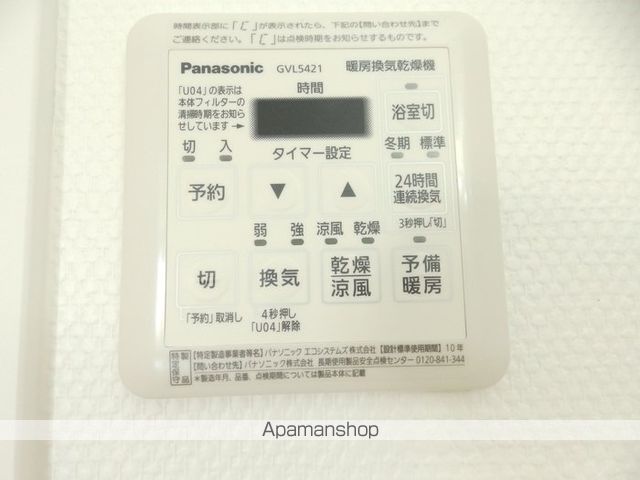 時間表示部に「ζ」が表示されたら、下記の【問い合わせ先】まで
ご連絡ください。「ζ」は点検時期をお知らせするものです。
Panasonic GVL5421 暖房換気乾燥機
「U04」の表示は
本体フィルターの
清掃時期をお知ら
せしています→
時間
浴室切
切 入
タイマー設定
冬期 標準
予約
▼
▲
24時間
連続換気
弱 強 涼風 乾燥
3秒押し「切」
切
換気
乾燥
涼風
予備
暖房
「予約」取消し
4秒押し
「U04」解除
特定保守製品
【特定製造事業者等名】パナソニック エコシステムズ株式会社 【設計標準使用期間】10年
【問い合わせ先】パナソニック株式会社 長期使用製品安全点検センター 0120-841-344
*製造年月、品番、点検期間については製品本体に記載
Apamanshop